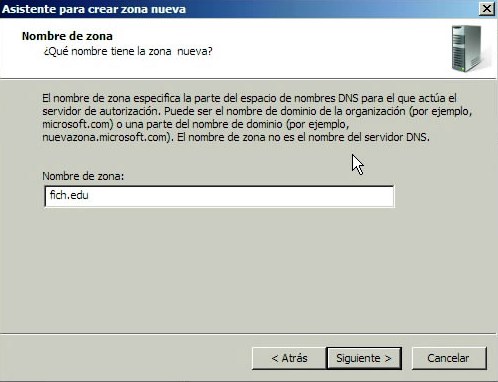 Asistente para crear zona nueva
Nombre de zona
¿Qué nombre tiene la zona nueva?
El nombre de zona especifica la parte del espacio de nombres DNS para el que actúa el
servidor de autorización. Puede ser el nombre de dominio de la organización (por ejemplo,
microsoft.com) o una parte del nombre de dominio (por ejemplo,
nuevazona.microsoft.com). El nombre de zona no es el nombre del servidor DNS.
Nombre de zona:
fich.edu
< Atrás
Siguiente >
Cancelar